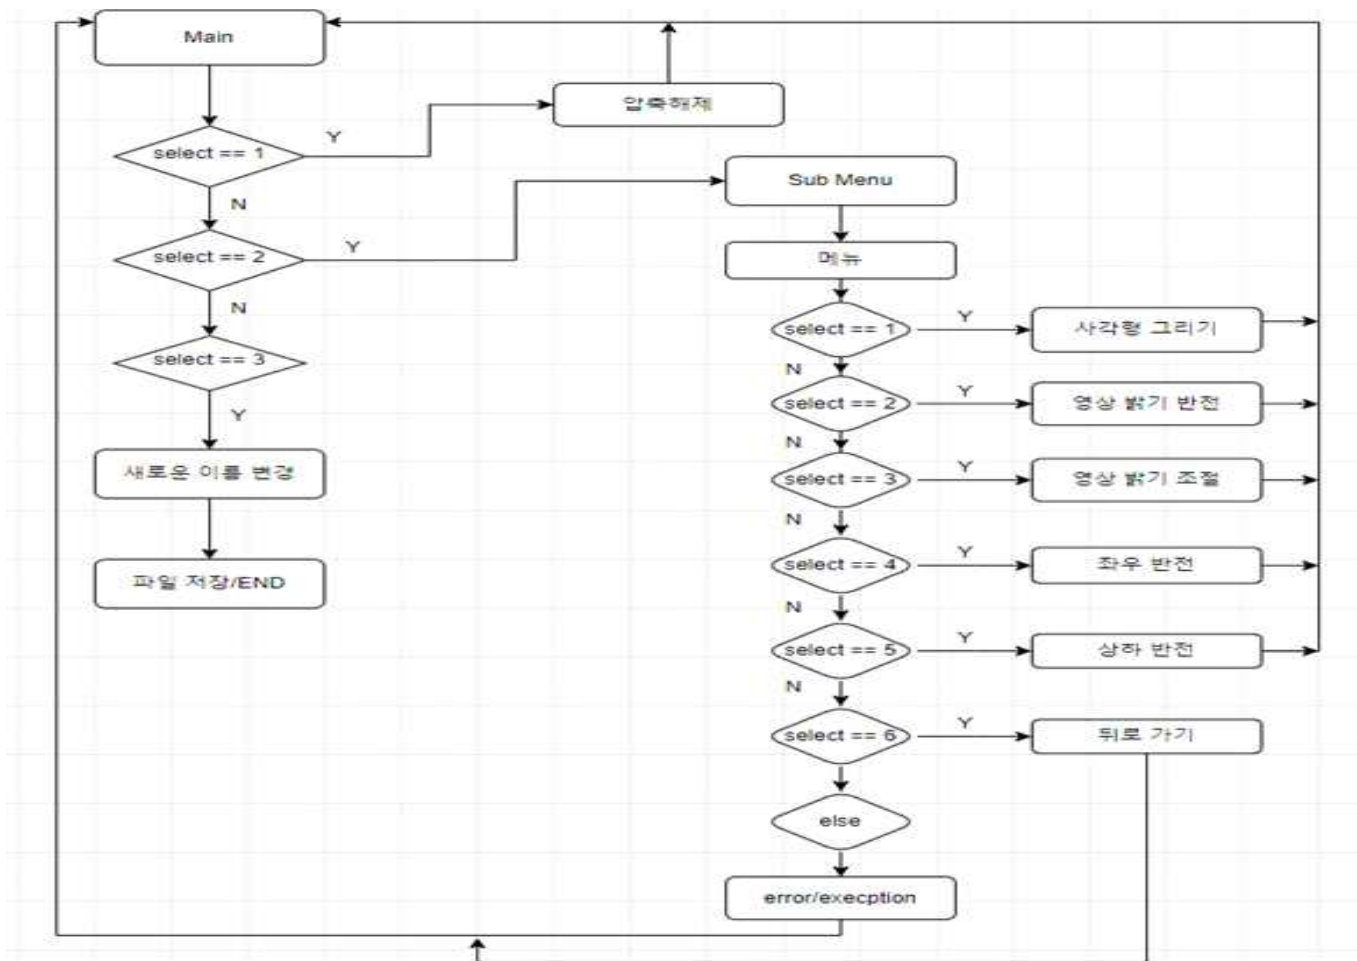 Main
압축해제
Y
select == 1
N
Sub Menu
Y
select == 2
메뉴
N
select == 1
Y
사각형 그리기
select == 3
N
select == 2
Y
영상 밝기 반전
Y
N
새로운 이름 변경
select == 3
Y
영상 밝기 조절
N
파일 저장/END
select == 4
Y
좌우 반전
N
select == 5
Y
상하 반전
N
select == 6
Y
뒤로 가기
else
error/execption